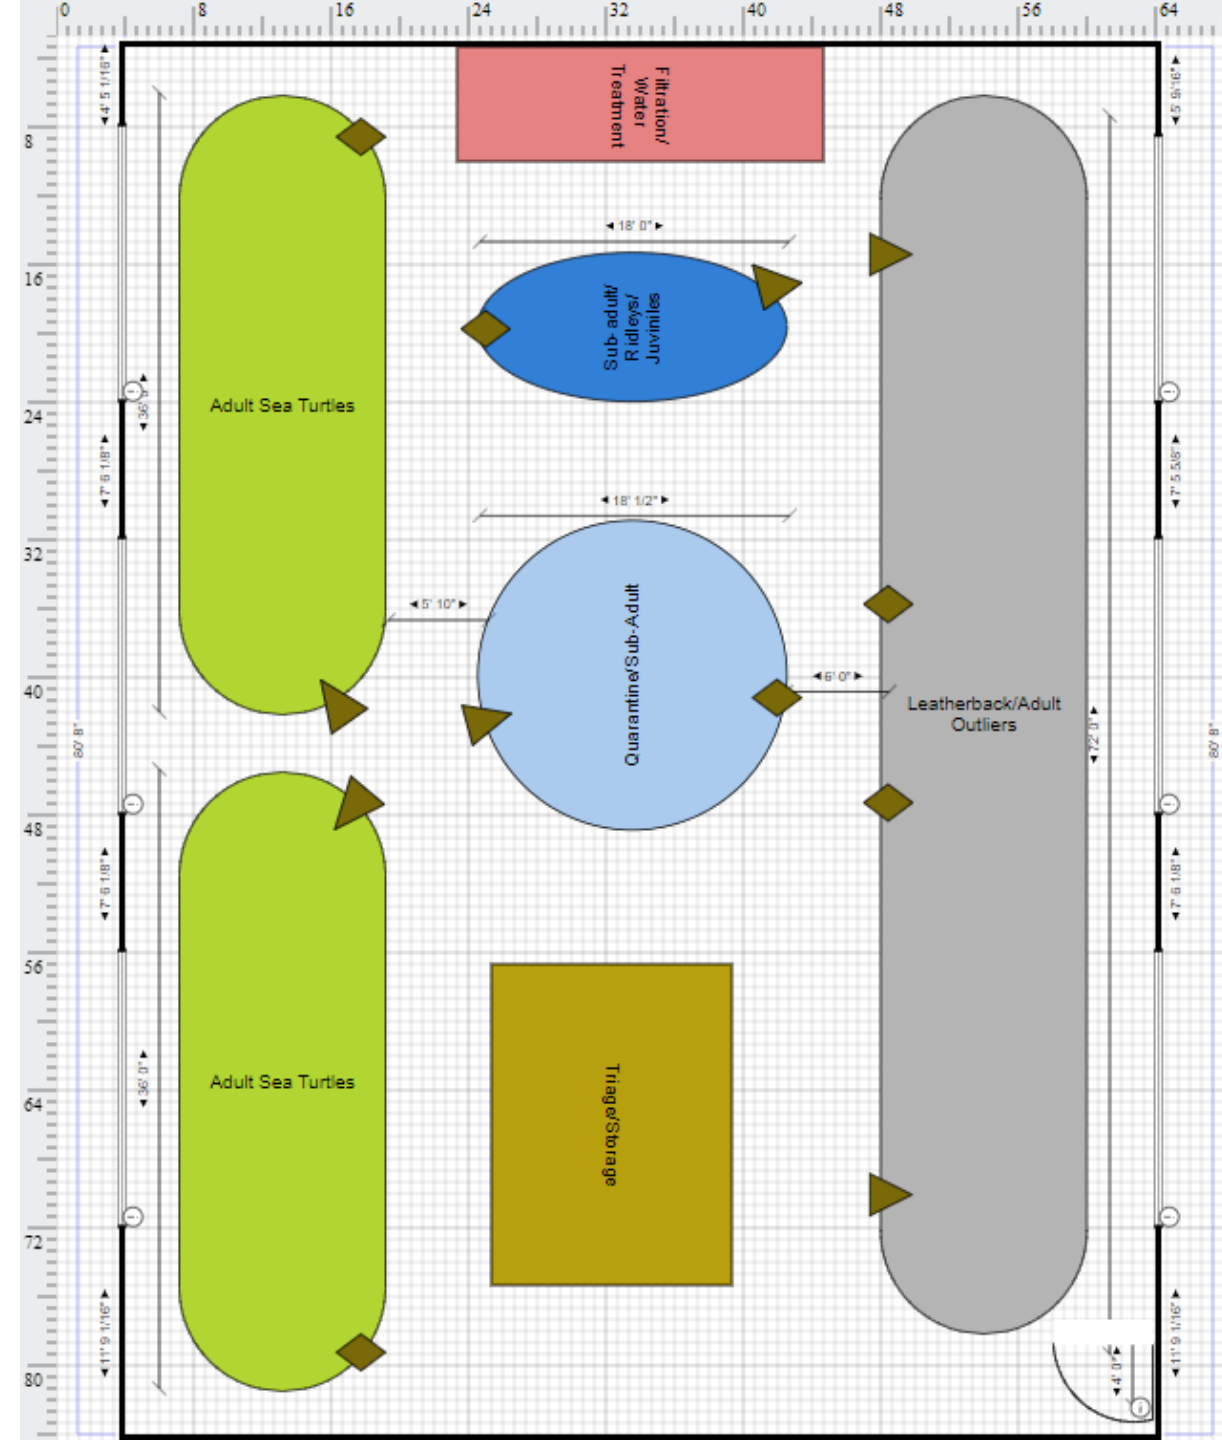 0
8
16
24
32
40
48
56
64
8
16
24
32
40
48
56
64
72
80
4' 5 1/16"
5' 9/16"
Filtration/
Water
Treatment
18' 0"
Sub-adult/
Ridleys/
Juviniles
Adult Sea Turtles
7' 6 1/8"
7' 5 5/8"
18' 1/2"
5' 10"
Quarantine/Sub-Adult
6' 0"
Leatherback/Adult
Outliers
72' 0"
80' 8"
80' 8"
7' 6 1/8"
7' 6 1/8"
36' 0"
Adult Sea Turtles
Triage/Storage
11' 9 1/16"
11' 9 1/16"
4' 0"